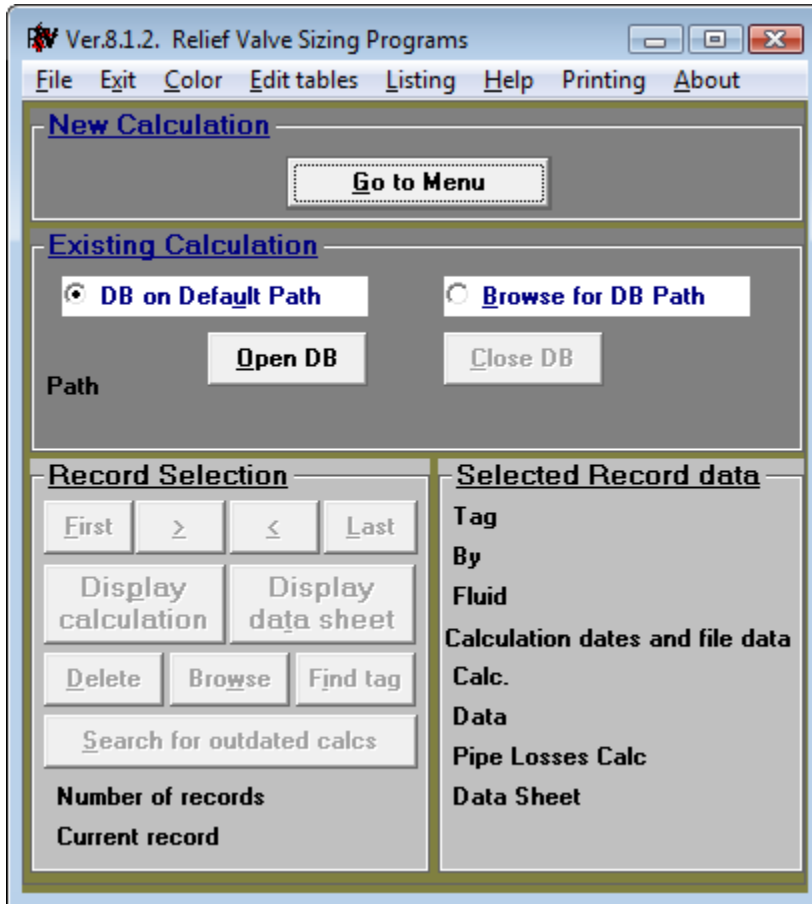 Ver.8.1.2. Relief Valve Sizing Programs
File Exit Color Edit tables Listing Help Printing About
New Calculation
Go to Menu
Existing Calculation
DB on Default Path
Browse for DB Path
Open DB
Close DB
Path
Record Selection
First > < Last
Display calculation
Display data sheet
Delete Browse Find tag
Search for outdated calcs
Number of records
Current record
Selected Record data
Tag
By
Fluid
Calculation dates and file data
Calc.
Data
Pipe Losses Calc
Data Sheet